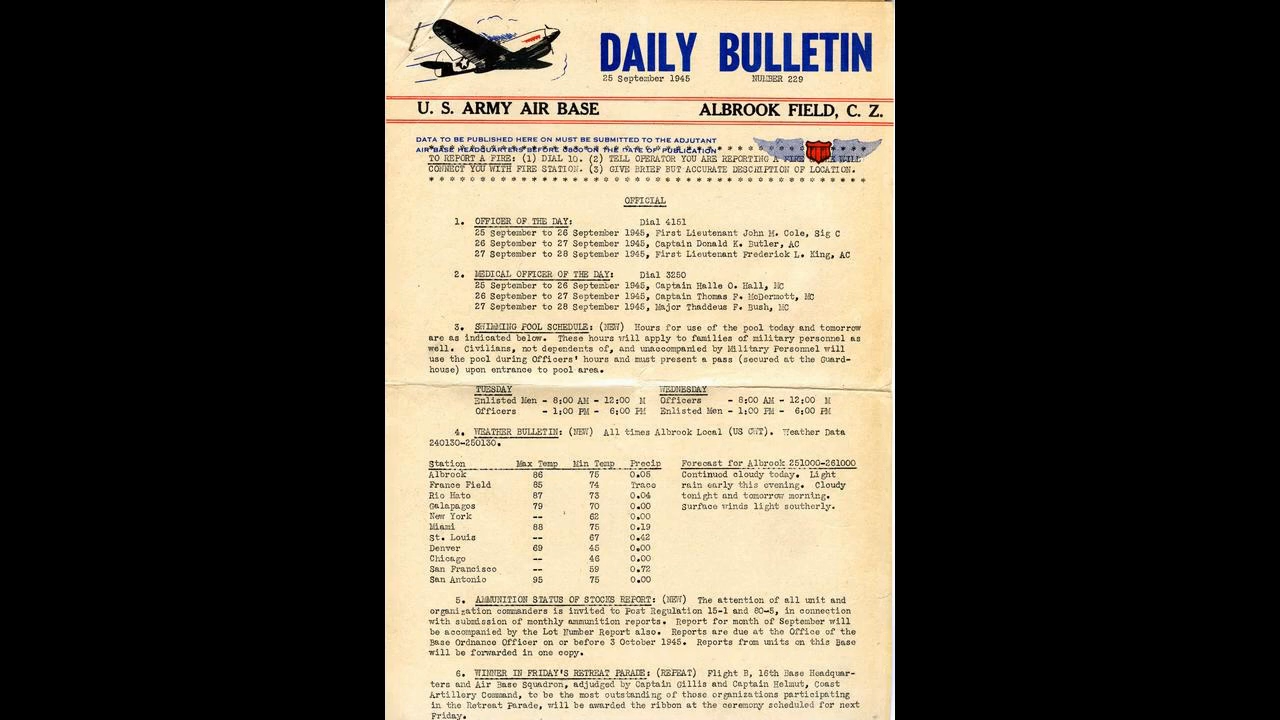 DAILY BULLETIN
25 September 1945 NUMBER 229
U. S. ARMY AIR BASE ALBROOK FIELD, C. Z.
DATA TO BE PUBLISHED HERE ON MUST BE SUBMITTED TO THE ADJUTANT
AIR BASE HEADQUARTERS BEFORE 0800 ON THE DATE OF PUBLICATION
TO REPORT A FIRE: (1) DIAL 10. (2) TELL OPERATOR YOU ARE REPORTING A FIRE WILL
CONNECT YOU WITH FIRE STATION. (3) GIVE BRIEF BUT ACCURATE DESCRIPTION OF LOCATION.
* * * * * * * * * * * * * * * * * * * * * * * * * * * * * * * * * * * * * * * *
OFFICIAL
1. OFFICER OF THE DAY: Dial 4151
25 September to 26 September 1945, First Lieutenant John M. Cole, Sig C
26 September to 27 September 1945, Captain Donald K. Butler, AC
27 September to 28 September 1945, First Lieutenant Frederick L. King, AC
2. MEDICAL OFFICER OF THE DAY: Dial 3250
25 September to 26 September 1945, Captain Halle O. Hall, MC
26 September to 27 September 1945, Captain Thomas F. McDermott, MC
27 September to 28 September 1945, Major Thaddeus F. Bush, MC
3. SWIMMING POOL SCHEDULE: (NEW) Hours for use of the pool today and tomorrow
are as indicated below. These hours will apply to families of military personnel as
well. Civilians, not dependents of, and unaccompanied by Military Personnel will
use the pool during Officers' hours and must present a pass (secured at the Guard-
house) upon entrance to pool area.
TUESDAY WEDNESDAY
Enlisted Men - 8:00 AM - 12:00 M Officers - 8:00 AM - 12:00 M
Officers - 1:00 PM - 6:00 PM Enlisted Men - 1:00 PM - 6:00 PM
4. WEATHER BULLETIN: (NEW) All times Albrook Local (US CWT). Weather Data
240130-250130.
Station Max Temp Min Temp Precip Forecast for Albrook 251000-261000
Albrook 86 75 0.05 Continued cloudy today. Light
France Field 85 74 Trace rain early this evening. Cloudy
Rio Hato 87 73 0.04 tonight and tomorrow morning.
Galapagos 79 70 0.00 Surface winds light southerly.
New York -- 62 0.00
Miami 88 75 0.19
St. Louis -- 67 0.42
Denver 69 45 0.00
Chicago -- 46 0.00
San Francisco -- 59 0.72
San Antonio 95 75 0.00
5. AMMUNITION STATUS OF STOCKS REPORT: (NEW) The attention of all unit and
organization commanders is invited to Post Regulation 15-1 and 80-5, in connection
with submission of monthly ammunition reports. Report for month of September will
be accompanied by the Lot Number Report also. Reports are due at the Office of the
Base Ordnance Officer on or before 3 October 1945. Reports from units on this Base
will be forwarded in one copy.
6. WINNER IN FRIDAY'S RETREAT PARADE: (REPEAT) Flight B, 16th Base Headquar-
ters and Air Base Squadron, adjudged by Captain Gillis and Captain Helmut, Coast
Artillery Command, to be the most outstanding of those organizations participating
in the Retreat Parade, will be awarded the ribbon at the ceremony scheduled for next
Friday.